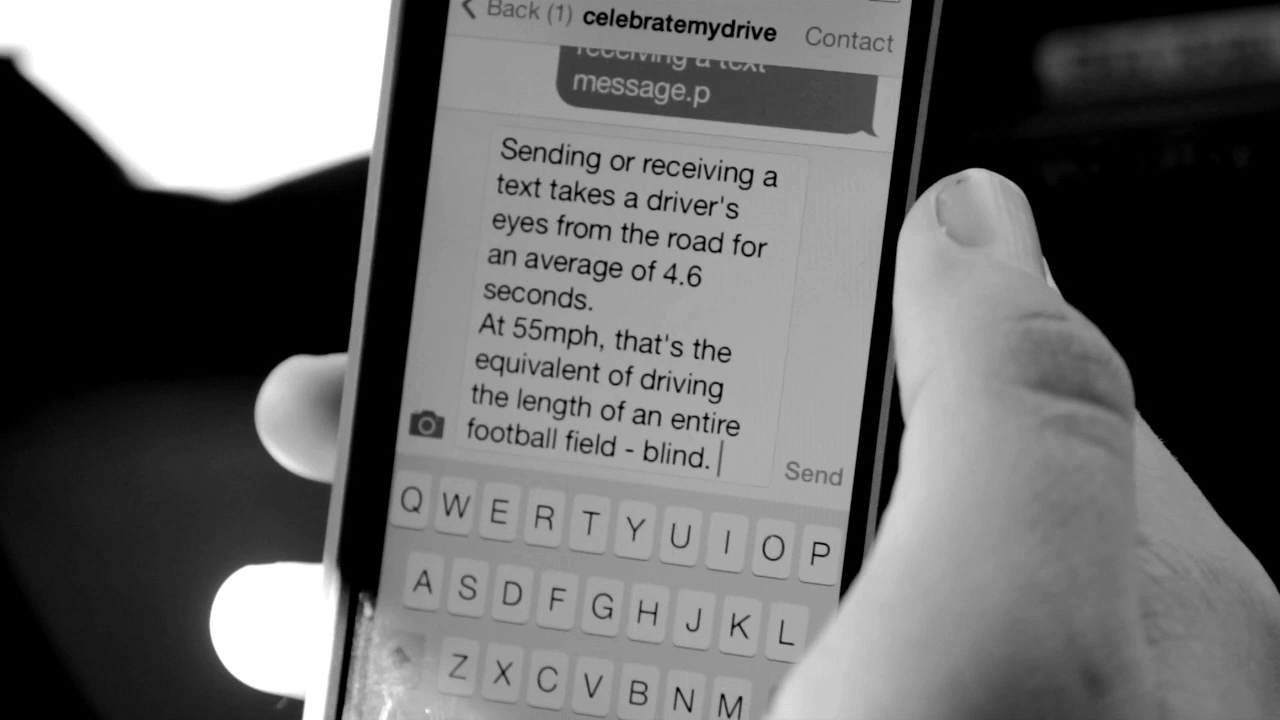 Back (1) celebratemydrive Contact
receiving a text
message.p
Sending or receiving a
text takes a driver's
eyes from the road for
an average of 4.6
seconds.
At 55mph, that's the
equivalent of driving
the length of an entire
football field - blind.
Send
Q W E R T Y U I O P
A S D F G H J K L
Z X C V B N M